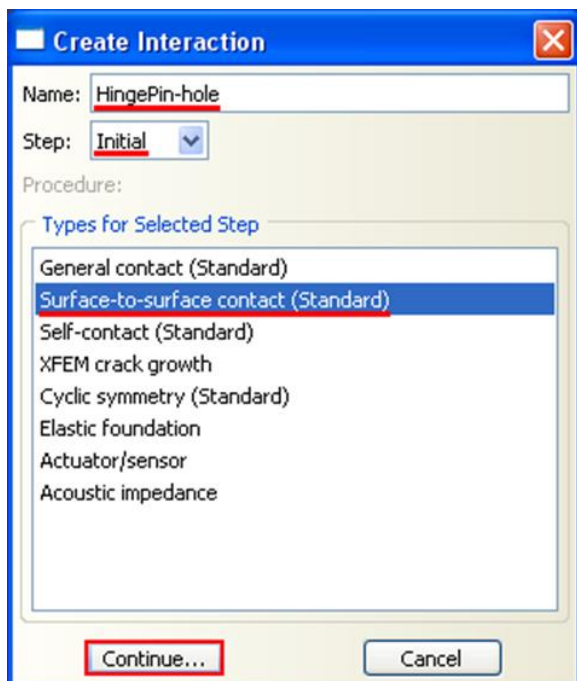 Create Interaction
Name: HingePin-hole
Step: Initial
Procedure:
Types for Selected Step
General contact (Standard)
Surface-to-surface contact (Standard)
Self-contact (Standard)
XFEM crack growth
Cyclic symmetry (Standard)
Elastic foundation
Actuator/sensor
Acoustic impedance
Continue... Cancel